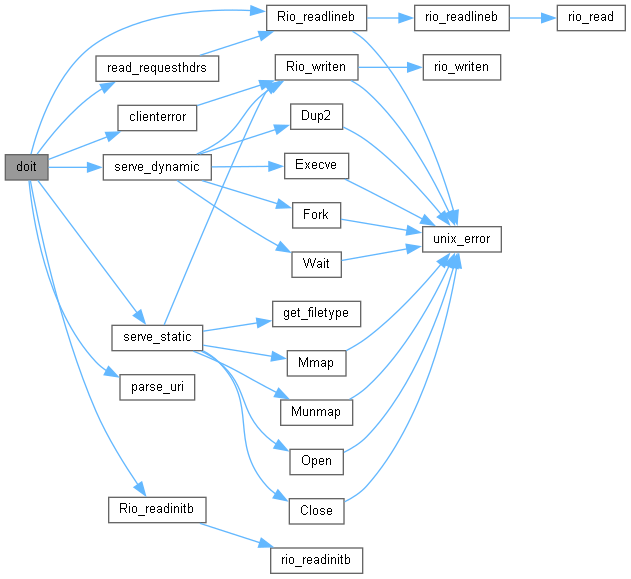 Rio_readlineb
rio_readlineb
rio_read
read_requesthdrs
Rio_writen
rio_writen
clienterror
Dup2
doit
serve_dynamic
Execve
Fork
unix_error
Wait
get_filetype
serve_static
Mmap
parse_uri
Munmap
Open
Rio_readinitb
Close
rio_readinitb